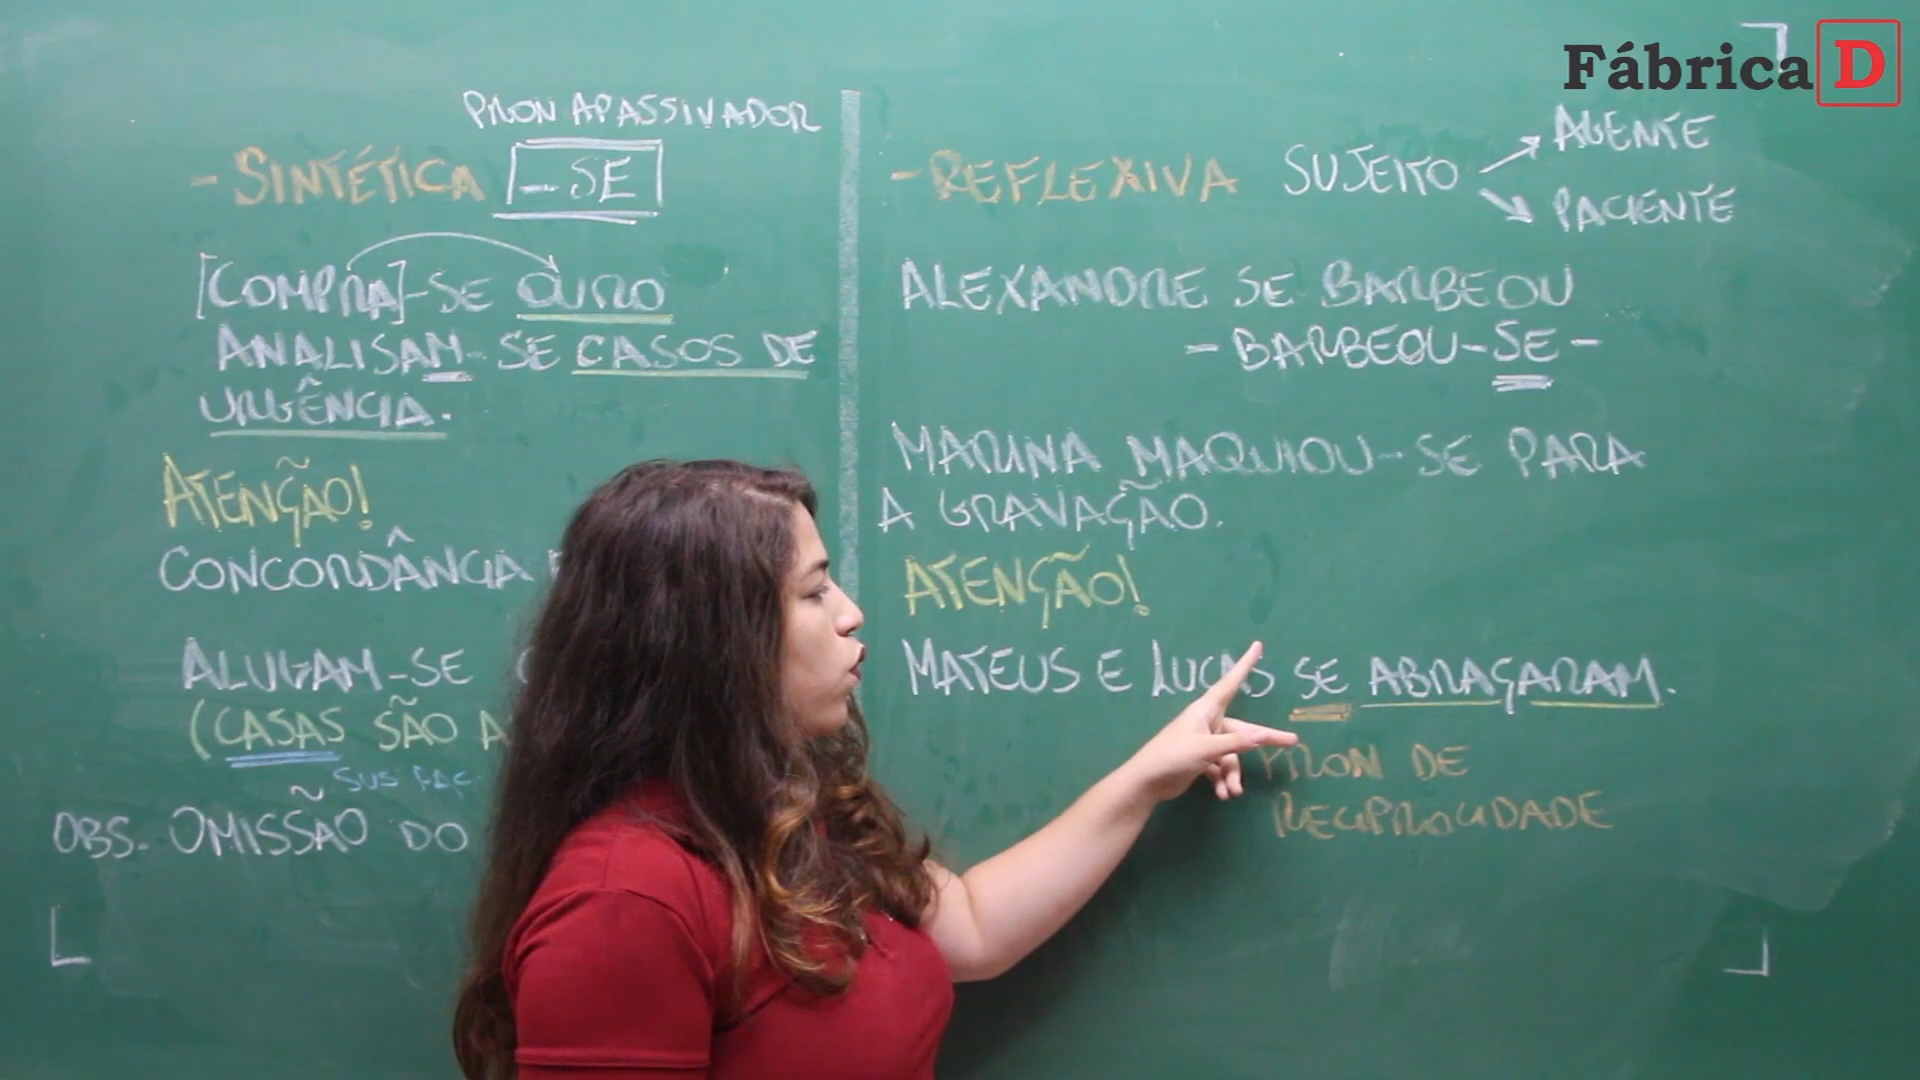 Fábrica D
PRON APASSIVADOR
- SINTÉTICA - SE
[COMPRA]-SE OURO
ANALISAM-SE CASOS DE
URGÊNCIA.
ATENÇÃO!
CONCORDÂNCIA
ALUGAM-SE
(CASAS SÃO A
SUJ PAC
OBS. OMISSÃO DO
- REFLEXIVA SUJEITO AGENTE
PACIENTE
ALEXANDRE SE BARBEOU
- BARBEOU-SE -
MARINA MAQUIOU-SE PARA
A GRAVAÇÃO.
ATENÇÃO!
MATEUS E LUCAS SE ABRAÇARAM.
PRON DE
RECIPROCIDADE